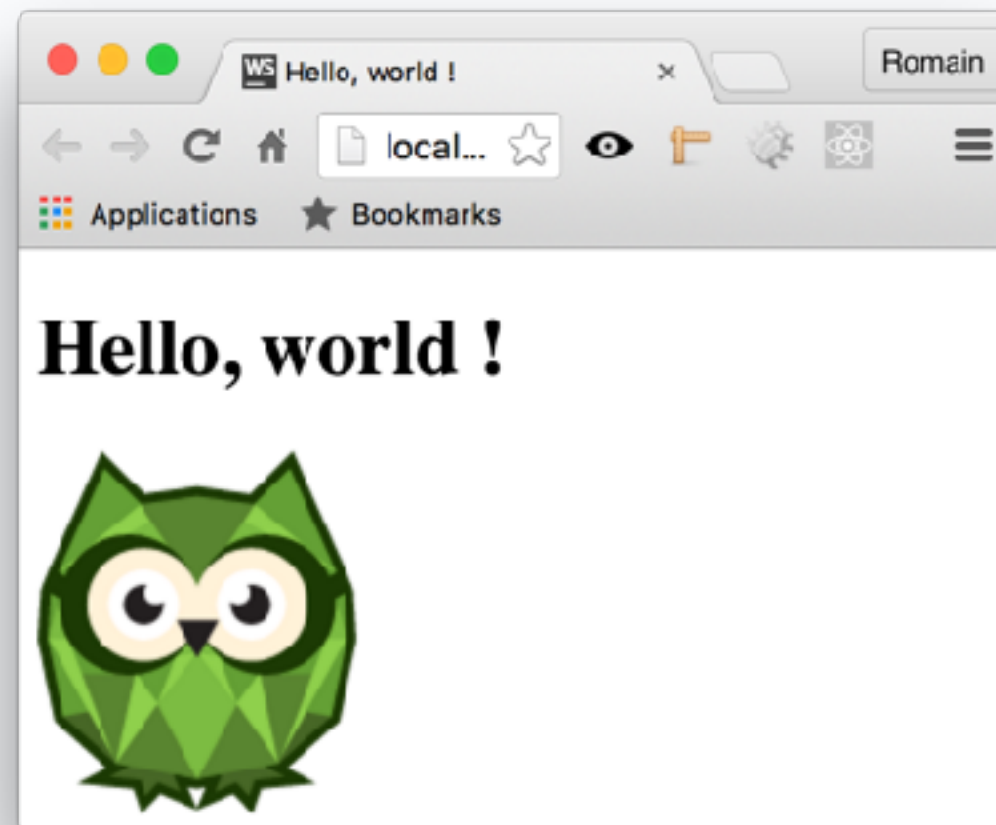 WS Hello, world !
Romain
local...
Applications
Bookmarks
Hello, world !